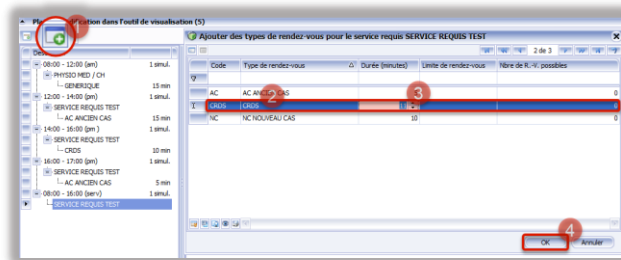 dification dans l'outil de visualisation (5)
1
Ajouter des types de rendez-vous pour le service requis SERVICE REQUIS TEST
2 de 3
08:00 - 12:00 (am) 1 simul.
PHYSIO MED / CH
GENERIQUE 15 min
12:00 - 14:00 (pm) 1 simul.
SERVICE REQUIS TEST
AC ANCIEN CAS 15 min
14:00 - 16:00 (pm ) 1 simul.
SERVICE REQUIS TEST
CRDS 10 min
16:00 - 17:00 (pm) 1 simul.
SERVICE REQUIS TEST
AC ANCIEN CAS 5 min
08:00 - 16:00 (serv) 1 simul.
SERVICE REQUIS TEST
Code Type de rendez-vous Durée (minutes) Limite de rendez-vous Nbre de R.-V. possibles
AC AC ANCIEN CAS 0
2
3
CRDS CRDS 0
NC NC NOUVEAU CAS 10 0
4
OK Annuler